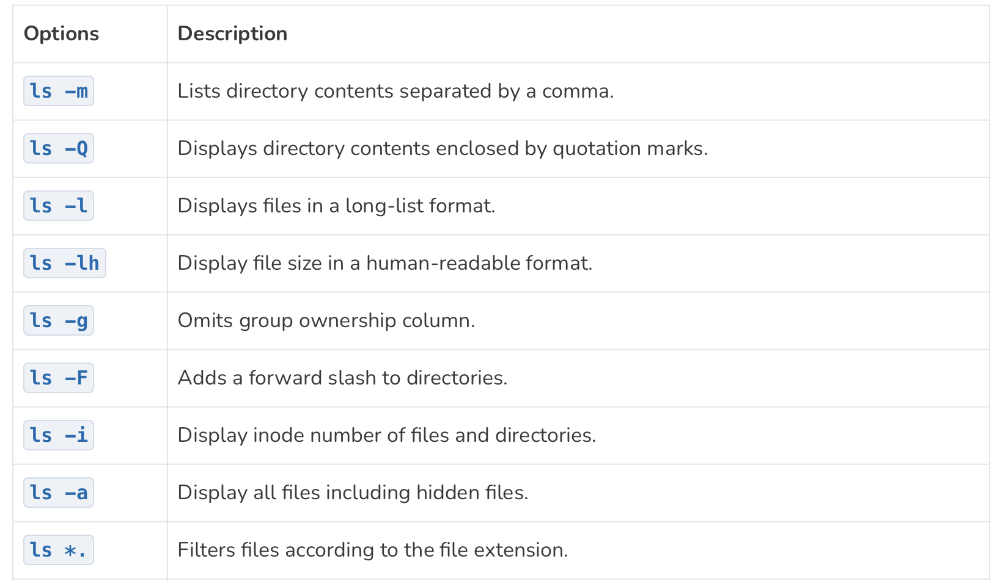 Options Description
ls -m Lists directory contents separated by a comma.
ls -Q Displays directory contents enclosed by quotation marks.
ls -l Displays files in a long-list format.
ls -lh Display file size in a human-readable format.
ls -g Omits group ownership column.
ls -F Adds a forward slash to directories.
ls -i Display inode number of files and directories.
ls -a Display all files including hidden files.
ls *. Filters files according to the file extension.